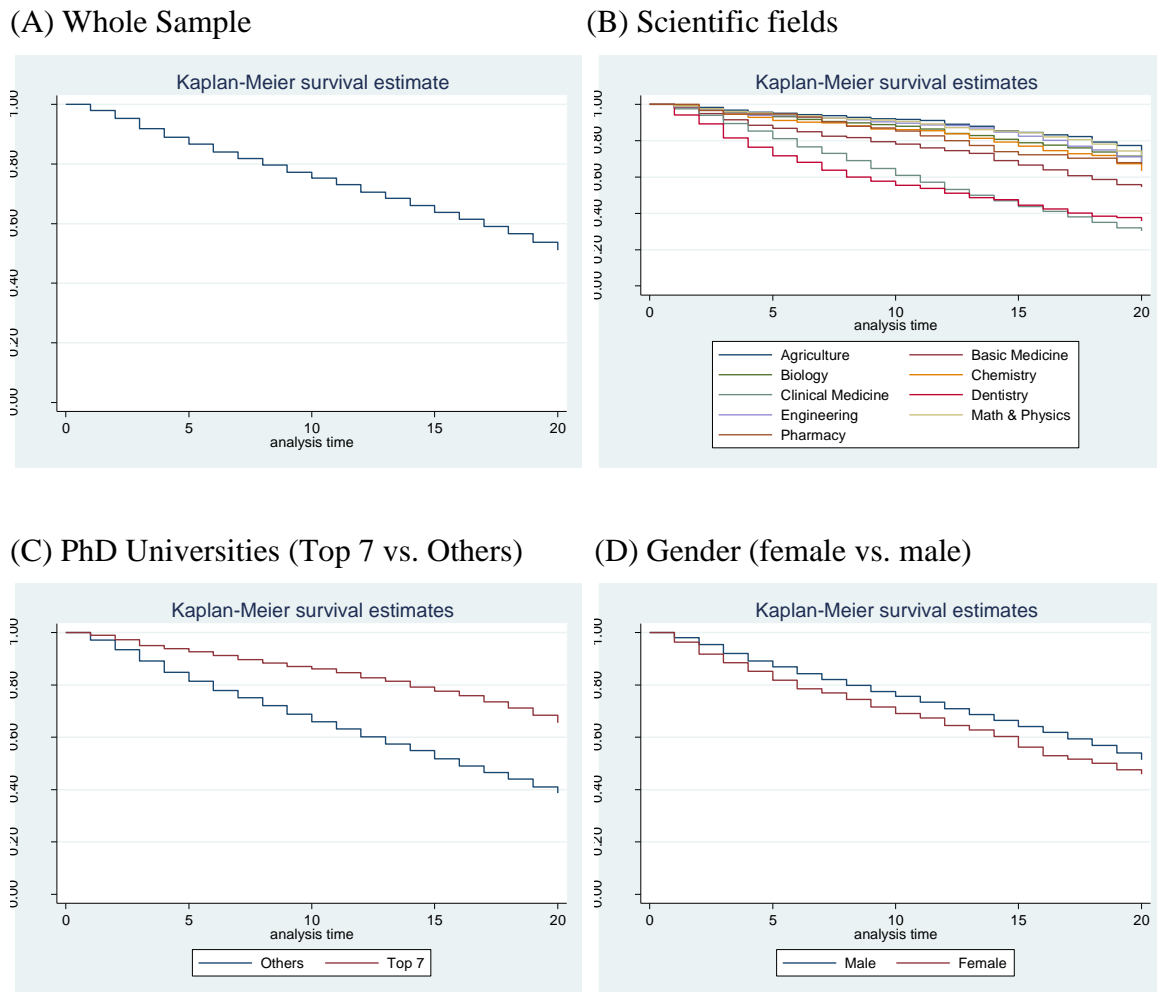 (A) Whole Sample
Kaplan-Meier survival estimate
1.00
0.80
0.60
0.40
0.20
0.00
0 5 10 15 20
analysis time
(B) Scientific fields
Kaplan-Meier survival estimates
1.00
0.80
0.60
0.40
0.20
0.00
0 5 10 15 20
analysis time
Agriculture Basic Medicine
Biology Chemistry
Clinical Medicine Dentistry
Engineering Math & Physics
Pharmacy
(C) PhD Universities (Top 7 vs. Others)
Kaplan-Meier survival estimates
1.00
0.80
0.60
0.40
0.20
0.00
0 5 10 15 20
analysis time
Others Top 7
(D) Gender (female vs. male)
Kaplan-Meier survival estimates
1.00
0.80
0.60
0.40
0.20
0.00
0 5 10 15 20
analysis time
Male Female